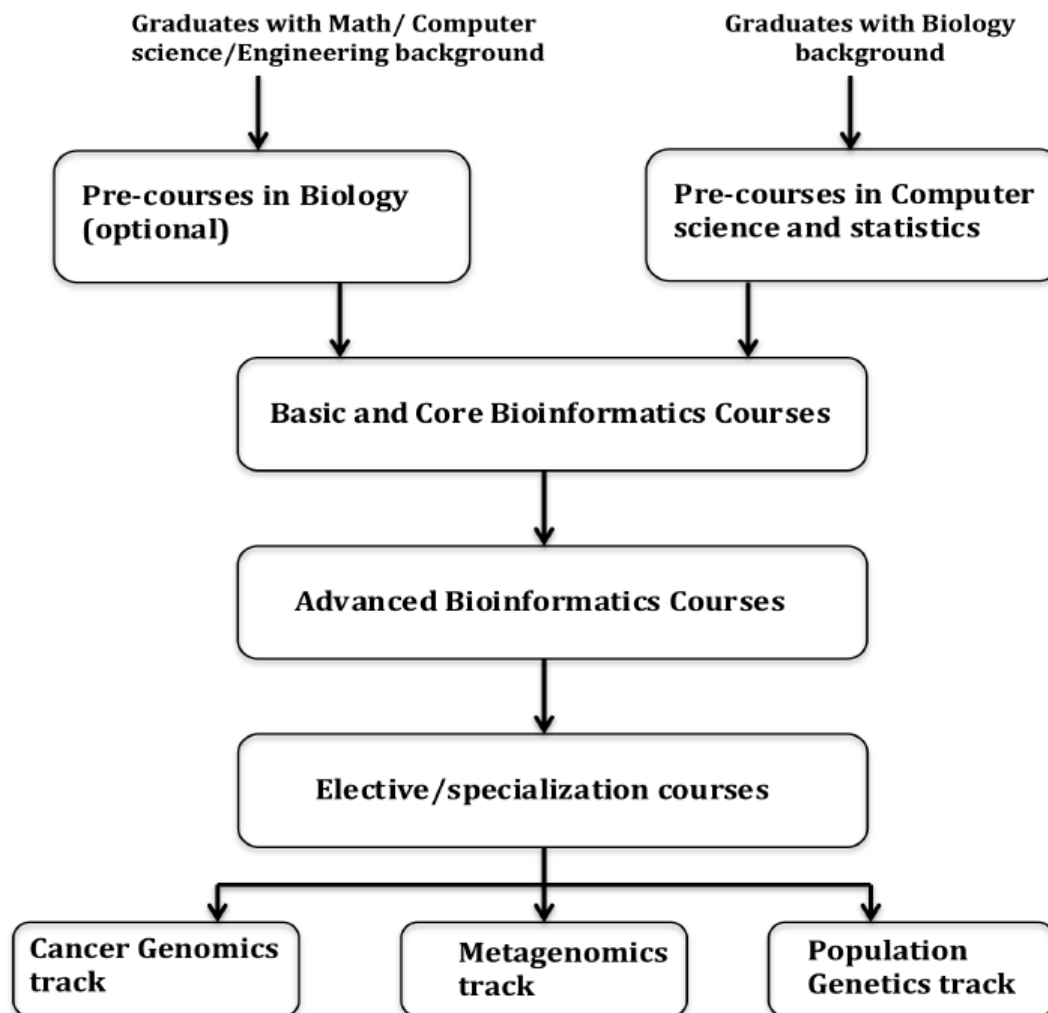 Graduates with Math/ Computer
science/Engineering background
Graduates with Biology
background
Pre-courses in Biology
(optional)
Pre-courses in Computer
science and statistics
Basic and Core Bioinformatics Courses
Advanced Bioinformatics Courses
Elective/specialization courses
Cancer Genomics
track
Metagenomics
track
Population
Genetics track